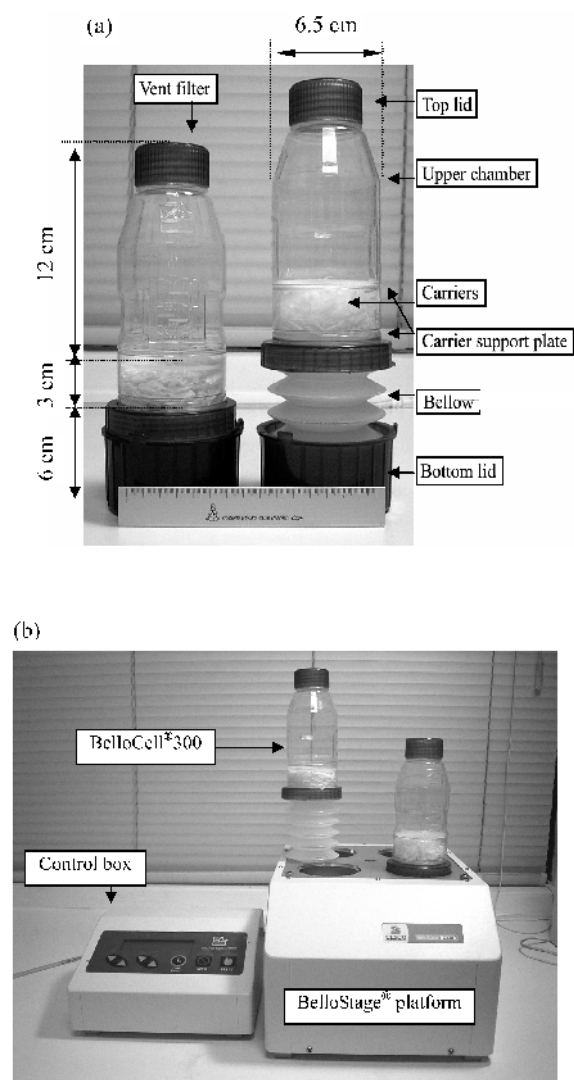 (a)
6.5 cm
Vent filter
Top lid
Upper chamber
12 cm
Carriers
Carrier support plate
3 cm
Bellow
6 cm
Bottom lid
(b)
BelloCell®300
Control box
BelloStage® platform